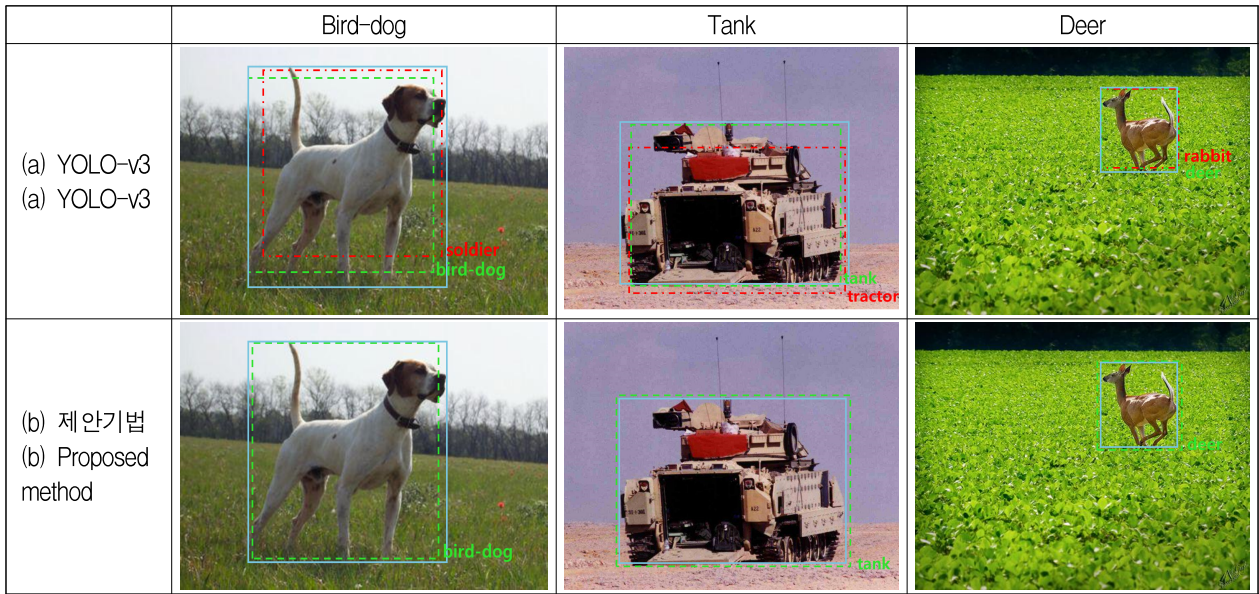 Bird-dog
Tank
Deer
(a) YOLO-v3
(a) YOLO-v3
soldier
bird-dog
tank
tractor
rabbit
deer
(b) 제안기법
(b) Proposed
method
bird-dog
tank
deer